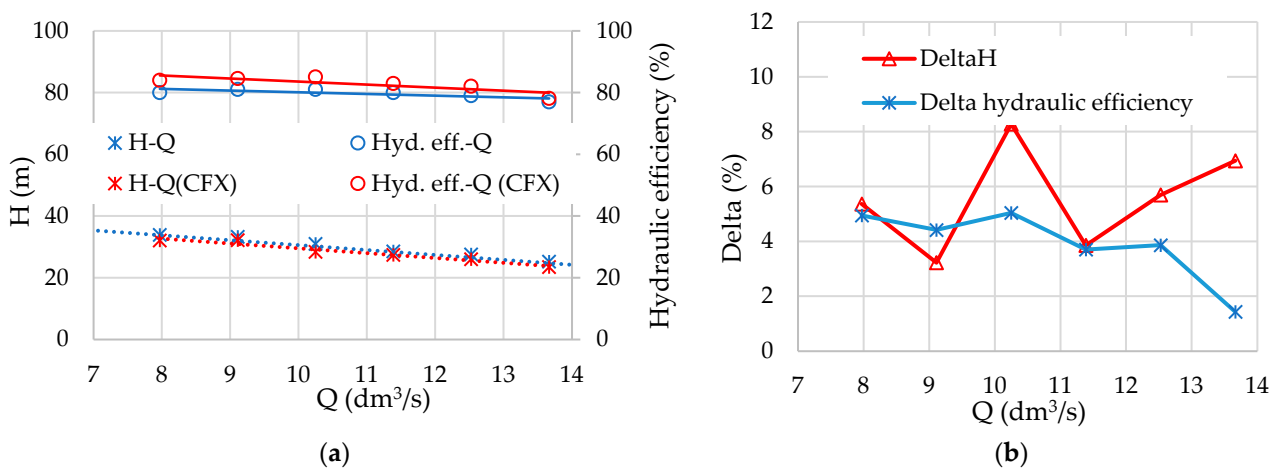 100
80
60
40
20
0
H (m)
7 8 9 10 11 12 13 14
Q (dm³/s)
100
80
60
40
20
0
Hydraulic efficiency (%)
H-Q
Hyd. eff.-Q
H-Q(CFX)
Hyd. eff.-Q (CFX)
(a)
12
10
8
6
4
2
0
Delta (%)
7 8 9 10 11 12 13 14
Q (dm³/s)
DeltaH
Delta hydraulic efficiency
(b)